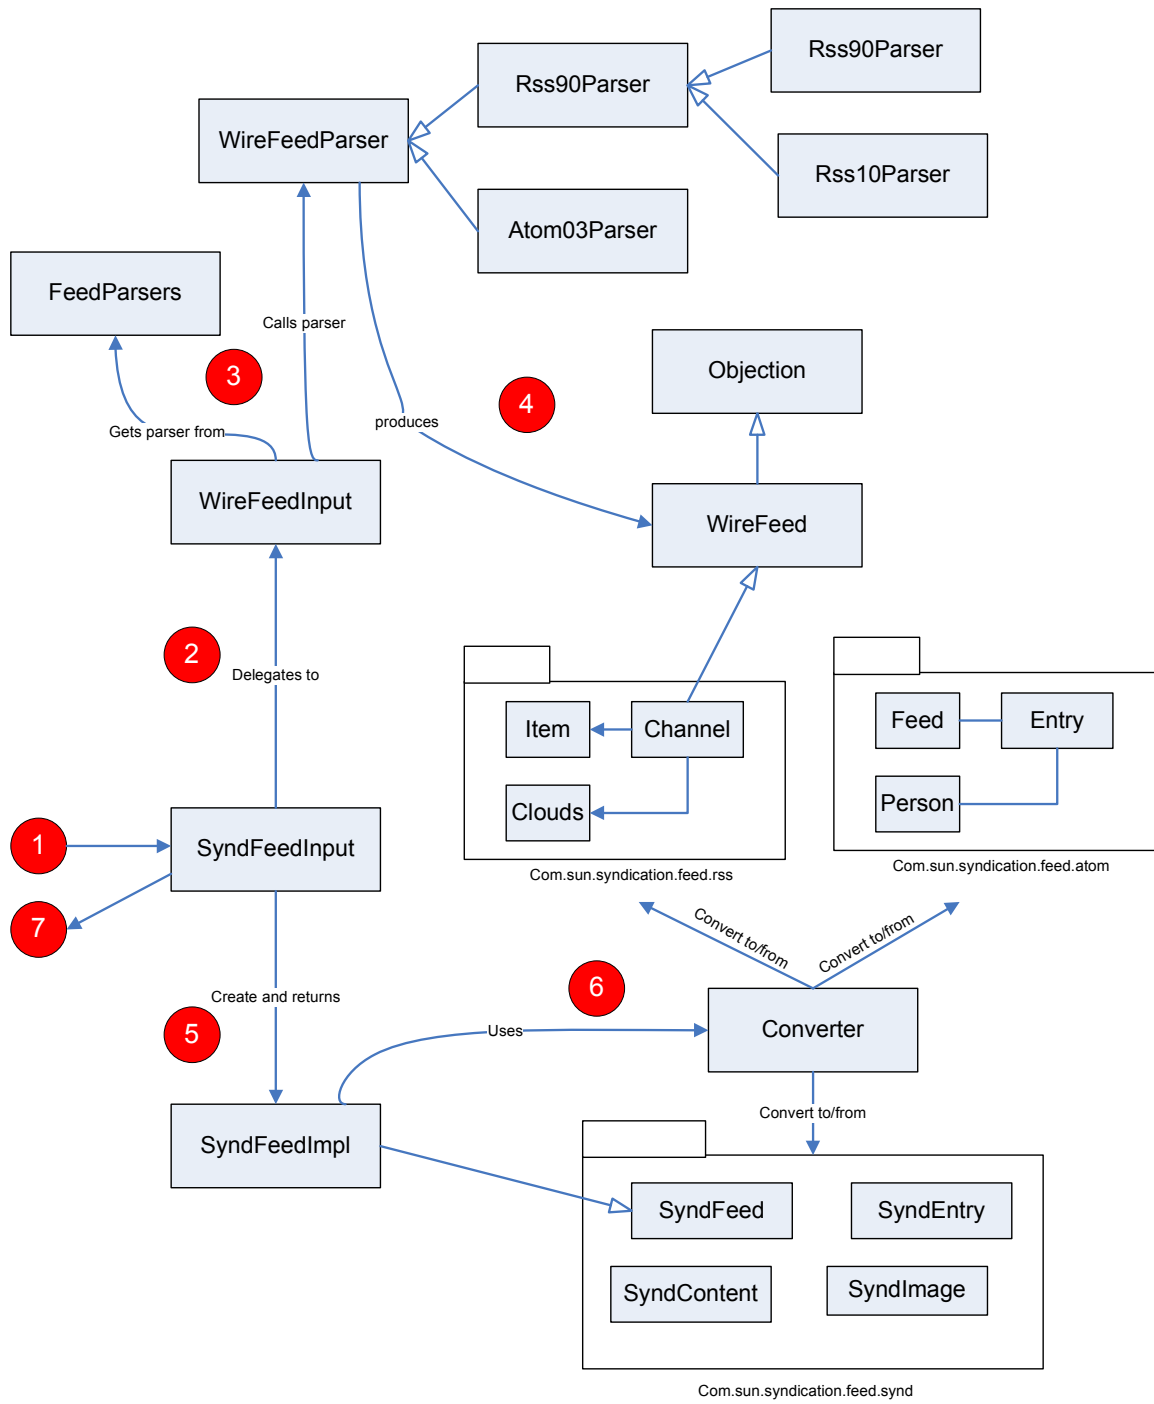 Rss90Parser
Rss90Parser
WireFeedParser
Rss10Parser
Atom03Parser
FeedParsers
Calls parser
3
Objection
4
produces
Gets parser from
WireFeedInput
WireFeed
2
Delegates to
Item
Channel
Feed
Entry
Clouds
Person
1
SyndFeedInput
Com.sun.syndication.feed.rss
Com.sun.syndication.feed.atom
7
Convert to/from
Convert to/from
6
Create and returns
5
Uses
Converter
Convert to/from
SyndFeedImpl
SyndFeed
SyndEntry
SyndContent
SyndImage
Com.sun.syndication.feed.synd